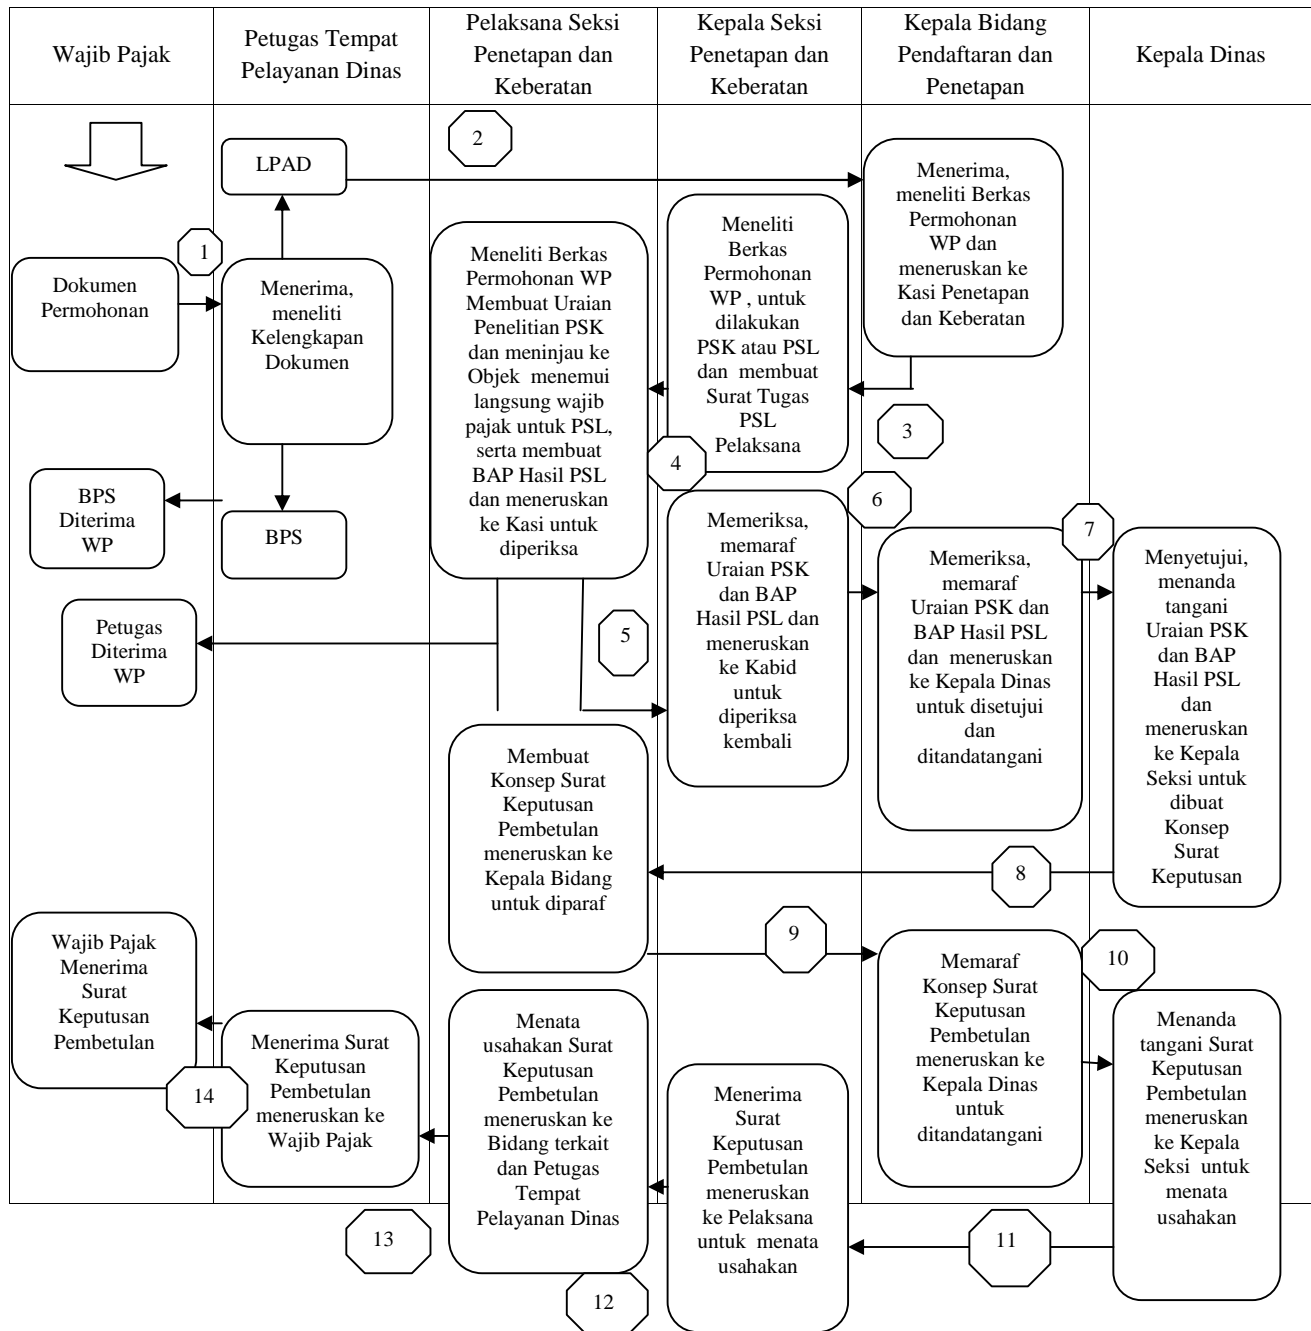 Wajib Pajak
Petugas Tempat
Pelayanan Dinas
Pelaksana Seksi
Penetapan dan
Keberatan
Kepala Seksi
Penetapan dan
Keberatan
Kepala Bidang
Pendaftaran dan
Penetapan
Kepala Dinas
2
LPAD
Menerima,
meneliti Berkas
Permohonan
WP dan
meneruskan ke
Kasi Penetapan
dan Keberatan
1
Dokumen
Permohonan
Menerima,
meneliti
Kelengkapan
Dokumen
Meneliti Berkas
Permohonan WP
Membuat Uraian
Penelitian PSK
dan meninjau ke
Objek menemui
langsung wajib
pajak untuk PSL,
serta membuat
BAP Hasil PSL
dan meneruskan
ke Kasi untuk
diperiksa
Meneliti
Berkas
Permohonan
WP , untuk
dilakukan
PSK atau PSL
dan membuat
Surat Tugas
PSL
Pelaksana
3
4
BPS
Diterima
WP
BPS
6
7
Memeriksa,
memaraf
Uraian PSK
dan BAP
Hasil PSL dan
meneruskan
ke Kabid
untuk
diperiksa
kembali
Memeriksa,
memaraf
Uraian PSK dan
BAP Hasil PSL
dan meneruskan
ke Kepala Dinas
untuk disetujui
dan
ditandatangani
Menyetujui,
menanda
tangani
Uraian PSK
dan BAP
Hasil PSL
dan
meneruskan
ke Kepala
Seksi untuk
dibuat
Konsep
Surat
Keputusan
Petugas
Diterima
WP
5
Membuat
Konsep Surat
Keputusan
Pembetulan
meneruskan ke
Kepala Bidang
untuk diparaf
8
9
10
Wajib Pajak
Menerima
Surat
Keputusan
Pembetulan
Memaraf
Konsep Surat
Keputusan
Pembetulan
meneruskan ke
Kepala Dinas
untuk
ditandatangani
14
Menerima Surat
Keputusan
Pembetulan
meneruskan ke
Wajib Pajak
Menata
usahakan Surat
Keputusan
Pembetulan
meneruskan ke
Bidang terkait
dan Petugas
Tempat
Pelayanan Dinas
Menerima
Surat
Keputusan
Pembetulan
meneruskan
ke Pelaksana
untuk menata
usahakan
Menanda
tangani Surat
Keputusan
Pembetulan
meneruskan
ke Kepala
Seksi untuk
menata
usahakan
13
11
12